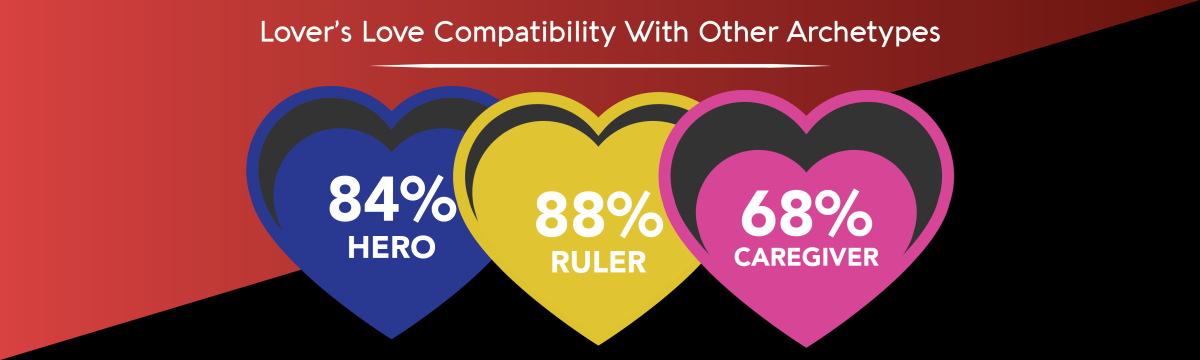 Lover's Love Compatibility With Other Archetypes
84%
HERO
88%
RULER
68%
CAREGIVER